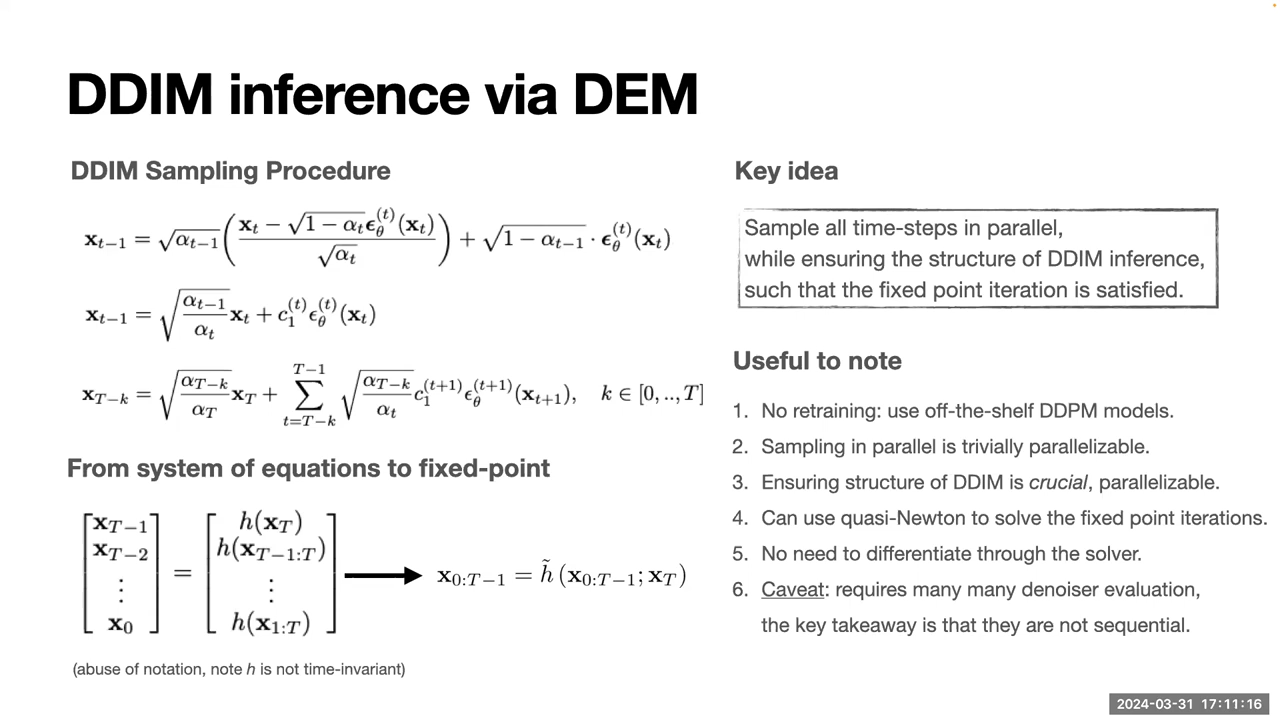 DDIM inference via DEM
DDIM Sampling Procedure
x_{t−1} = √α_{t−1} ( (x_t − √(1 − α_t) ϵ_θ^{(t)}(x_t)) / √α_t ) + √(1 − α_{t−1}) · ϵ_θ^{(t)}(x_t)
x_{t−1} = √(α_{t−1} / α_t) x_t + c_1^{(t)} ϵ_θ^{(t)}(x_t)
x_{T−k} = √(α_{T−k} / α_T) x_T + ∑_{t=T−k}^{T−1} √(α_{T−k} / α_t) c_1^{(t+1)} ϵ_θ^{(t+1)}(x_{t+1}), k ∈ [0, .., T]
From system of equations to fixed-point
[x_{T−1} x_{T−2} ⋮ x_0] = [h(x_T) h(x_{T−1:T}) ⋮ h(x_{1:T})] x_{0:T−1} = h̃ (x_{0:T−1}; x_T)
(abuse of notation, note h is not time-invariant)
Key idea
Sample all time-steps in parallel,
while ensuring the structure of DDIM inference,
such that the fixed point iteration is satisfied.
Useful to note
1. No retraining: use off-the-shelf DDPM models.
2. Sampling in parallel is trivially parallelizable.
3. Ensuring structure of DDIM is crucial, parallelizable.
4. Can use quasi-Newton to solve the fixed point iterations.
5. No need to differentiate through the solver.
6. Caveat: requires many many denoiser evaluation,
the key takeaway is that they are not sequential.
2024-03-31 17:11:16